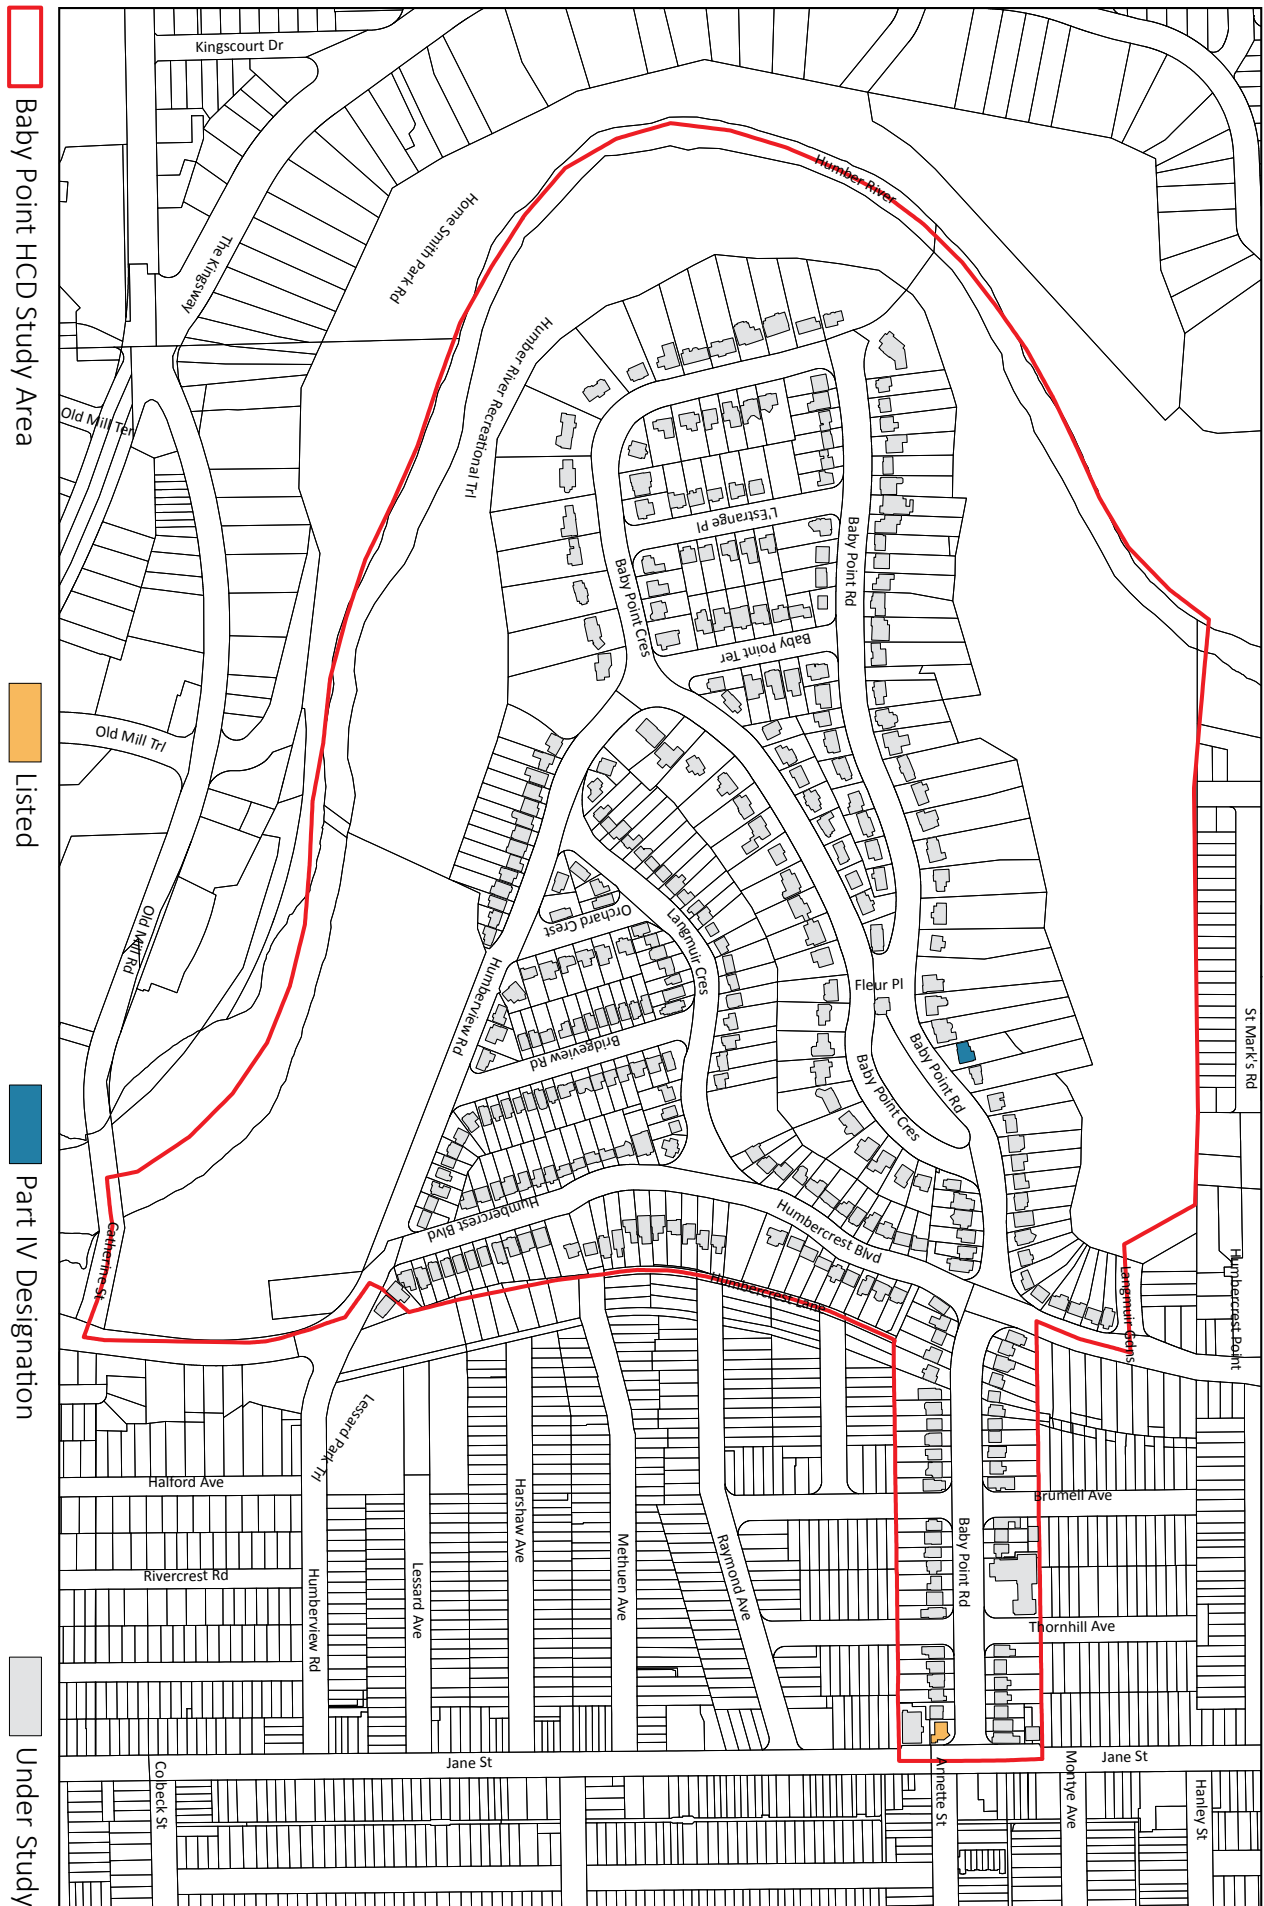 Kingscourt Dr
The Kingsway
Home Smith Park Rd
Humber River
Humber River Recreational Trl
Old Mill Ter
L'Estrange Pl
Baby Point Rd
Baby Point Cres
Baby Point Ter
Old Mill Trl
Old Mill Rd
Orchard Crest
Langmuir Cres
Humberview Rd
Bridgeview Rd
Fleur Pl
Baby Point Rd
Baby Point Cres
St Mark's Rd
Humbercrest Blvd
Humbercrest Blvd
Catherine St
Humbercrest Lane
Langmuir Gdns
Humbercrest Point
Lessard Park Trl
Halford Ave
Rivercrest Rd
Humberview Rd
Lessard Ave
Harshaw Ave
Methuen Ave
Raymond Ave
Baby Point Rd
Brumell Ave
Thornhill Ave
Jane St
Jane St
Colbeck St
Annette St
Montye Ave
Hanley St
Baby Point HCD Study Area
Listed
Part IV Designation
Under Study